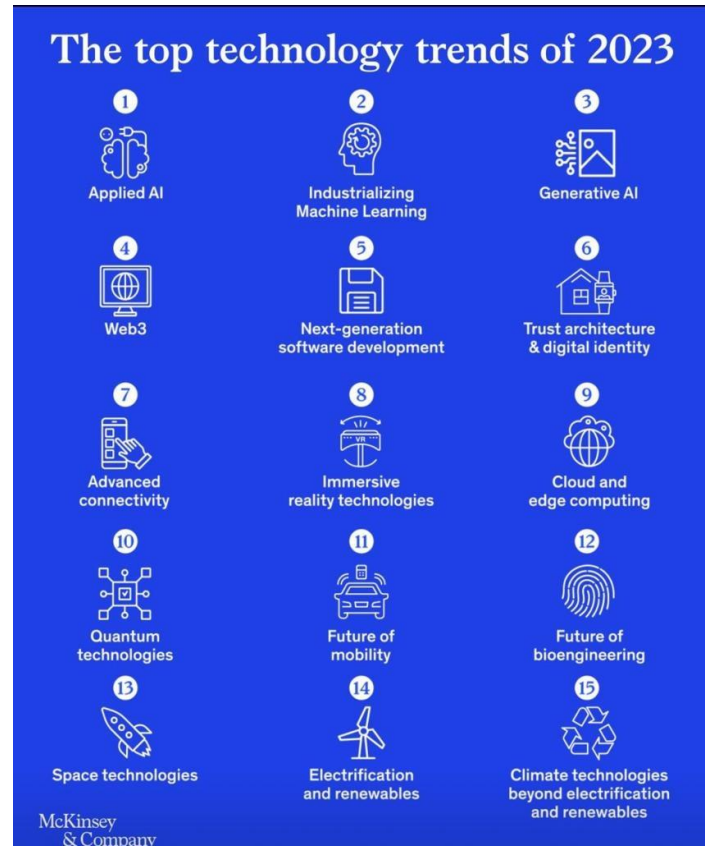 The top technology trends of 2023
1
2
3
Applied AI
Industrializing
Machine Learning
Generative AI
4
5
6
Web3
Next-generation
software development
Trust architecture
& digital identity
7
8
9
Advanced
connectivity
VR
Immersive
reality technologies
Cloud and
edge computing
10
11
12
Quantum
technologies
Future of
mobility
Future of
bioengineering
13
14
15
Space technologies
Electrification
and renewables
Climate technologies
beyond electrification
and renewables
McKinsey
& Company